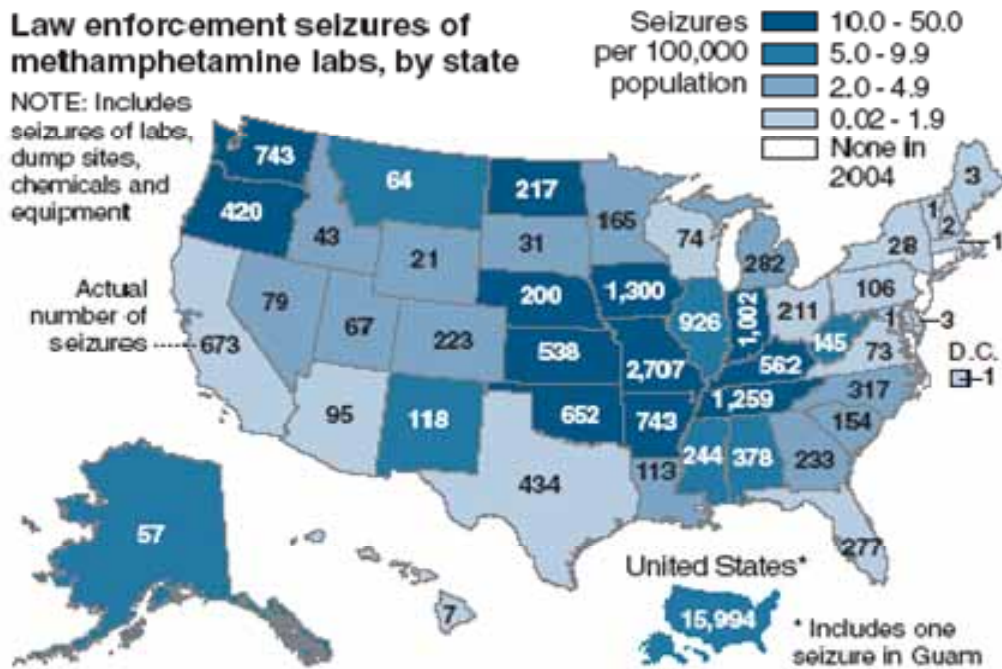 Law enforcement seizures of
methamphetamine labs, by state
NOTE: Includes
seizures of labs,
dump sites,
chemicals and
equipment
Seizures
per 100,000
population
10.0 - 50.0
5.0 - 9.9
2.0 - 4.9
0.02 - 1.9
None in
2004
743
64
217
165
3
420
43
31
74
1
2
28
1
21
282
Actual
number of
seizures
79
200
1,300
106
673
67
223
926
1,002
211
1
3
538
2,707
562
145
73
D.C.
1
95
118
652
743
1,259
317
154
434
113
244
378
233
277
57
7
United States*
15,994
* Includes one
seizure in Guam